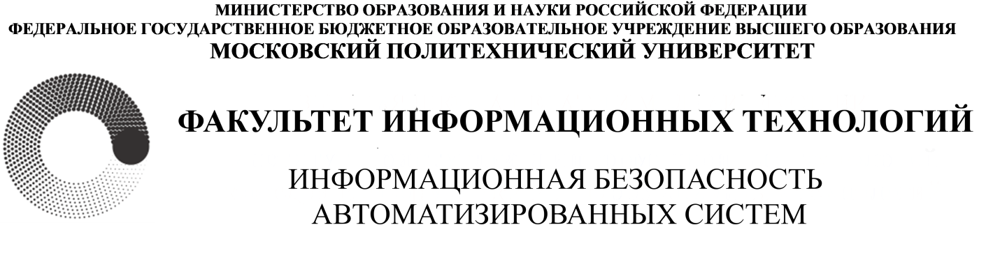 МИНИСТЕРСТВО ОБРАЗОВАНИЯ И НАУКИ РОССИЙСКОЙ ФЕДЕРАЦИИ
ФЕДЕРАЛЬНОЕ ГОСУДАРСТВЕННОЕ БЮДЖЕТНОЕ ОБРАЗОВАТЕЛЬНОЕ УЧРЕЖДЕНИЕ ВЫСШЕГО ОБРАЗОВАНИЯ
МОСКОВСКИЙ ПОЛИТЕХНИЧЕСКИЙ УНИВЕРСИТЕТ
ФАКУЛЬТЕТ ИНФОРМАЦИОННЫХ ТЕХНОЛОГИЙ
ИНФОРМАЦИОННАЯ БЕЗОПАСНОСТЬ
АВТОМАТИЗИРОВАННЫХ СИСТЕМ